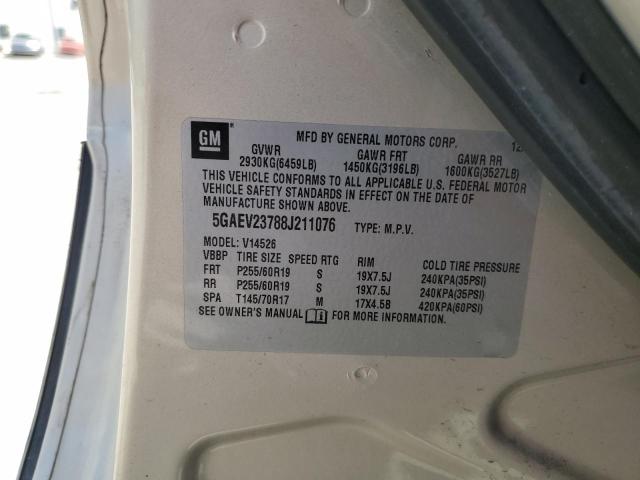 GM
MFD BY GENERAL MOTORS CORP.
GVWR GAWR FRT GAWR RR
2930KG(6459LB) 1450KG(3196LB) 1600KG(3527LB)
THIS VEHICLE CONFORMS TO ALL APPLICABLE U.S. FEDERAL MOTOR
VEHICLE SAFETY STANDARDS IN EFFECT ON THE DATE OF
MANUFACTURE SHOWN ABOVE.
5GAEV23788J211076 TYPE: M.P.V.
MODEL: V14526
VBBP TIRE SIZE SPEED RTG RIM COLD TIRE PRESSURE
FRT P255/60R19 S 19X7.5J 240KPA(35PSI)
RR P255/60R19 S 19X7.5J 240KPA(35PSI)
SPA T145/70R17 M 17X4.5B 420KPA(60PSI)
SEE OWNER'S MANUAL FOR MORE INFORMATION.